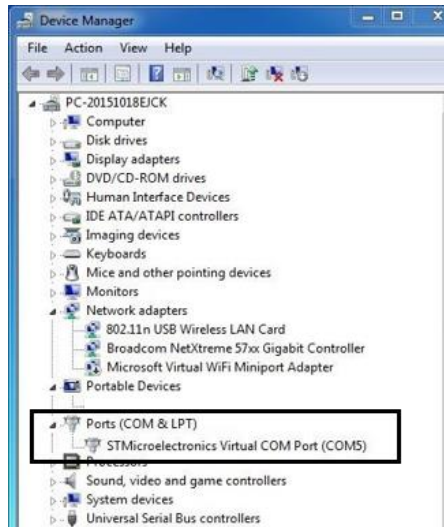 Device Manager
File Action View Help
PC-20151018EJCK
Computer
Disk drives
Display adapters
DVD/CD-ROM drives
Human Interface Devices
IDE ATA/ATAPI controllers
Imaging devices
Keyboards
Mice and other pointing devices
Monitors
Network adapters
802.11n USB Wireless LAN Card
Broadcom NetXtreme 57xx Gigabit Controller
Microsoft Virtual WiFi Miniport Adapter
Portable Devices
Ports (COM & LPT)
STMicroelectronics Virtual COM Port (COM5)
Processors
Sound, video and game controllers
System devices
Universal Serial Bus controllers